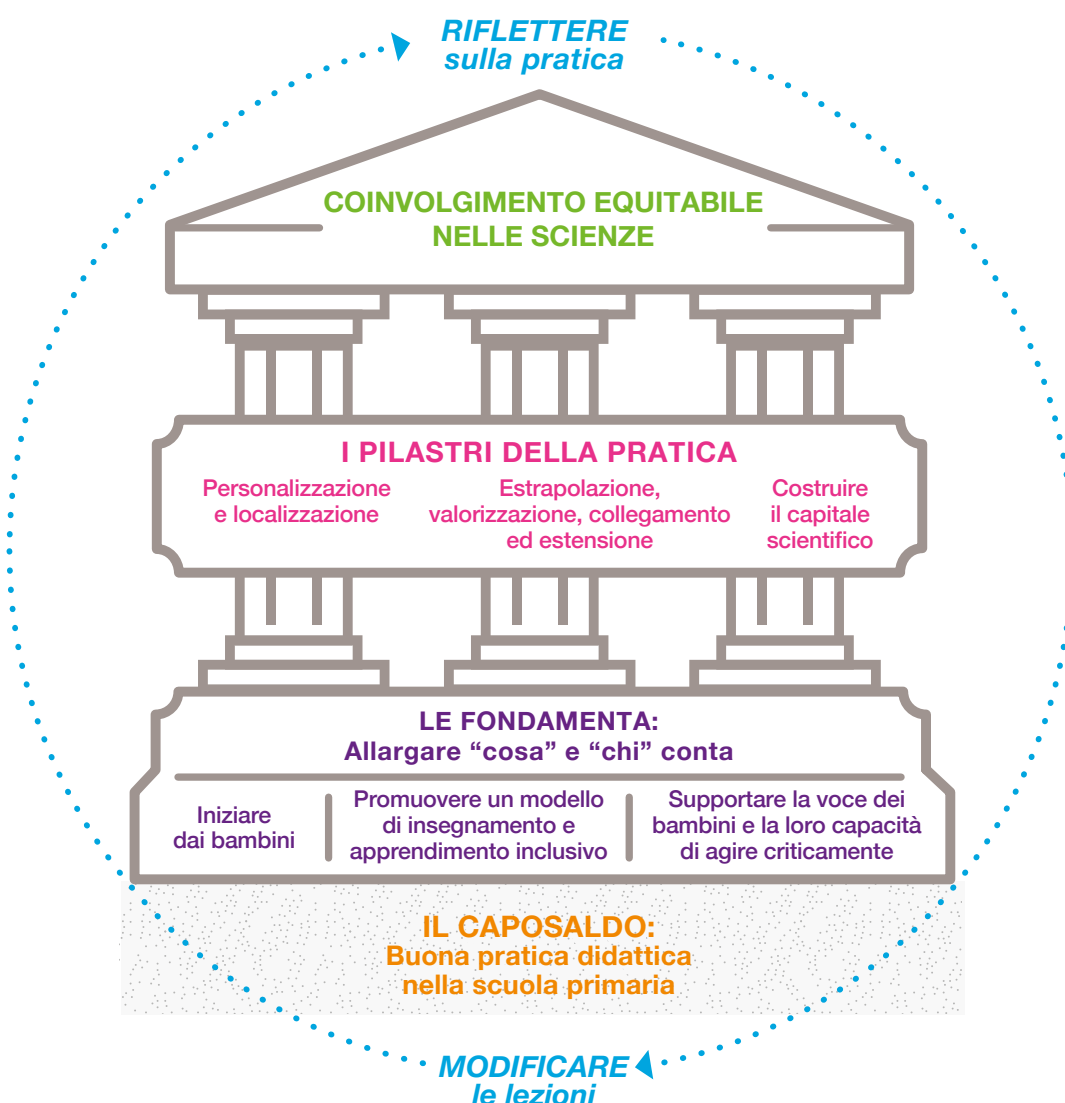 RIFLETTERE
sulla pratica
COINVOLGIMENTO EQUITABILE
NELLE SCIENZE
I PILASTRI DELLA PRATICA
Personalizzazione
e localizzazione
Estrapolazione,
valorizzazione, collegamento
ed estensione
Costruire
il capitale
scientifico
LE FONDAMENTA:
Allargare “cosa” e “chi” conta
Iniziare
dai bambini
Promuovere un modello
di insegnamento e
apprendimento inclusivo
Supportare la voce dei
bambini e la loro capacità
di agire criticamente
IL CAPOSALDO:
Buona pratica didattica
nella scuola primaria
MODIFICARE
le lezioni